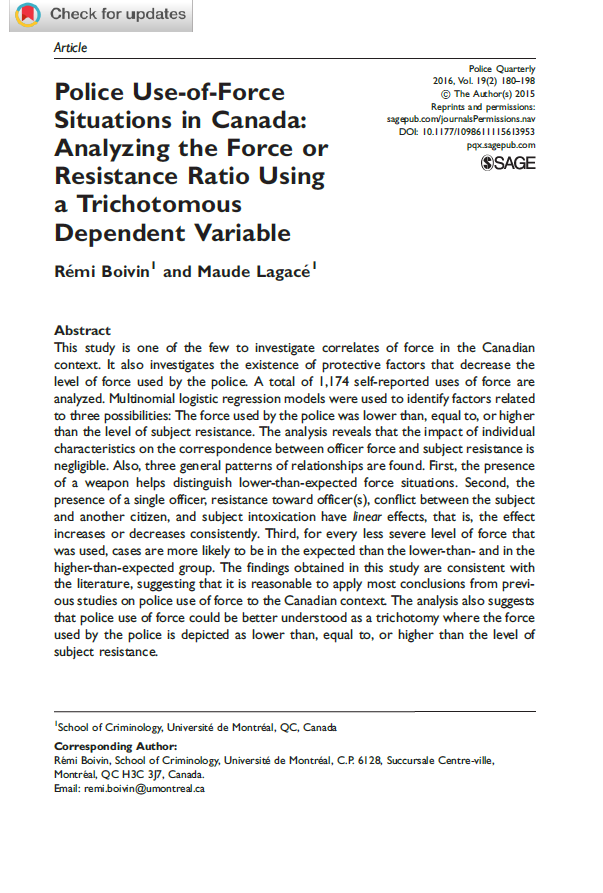 Check for updates
Article
Police Quarterly
2016, Vol. 19(2) 180–198
© The Author(s) 2015
Reprints and permissions:
sagepub.com/journalsPermissions.nav
DOI: 10.1177/1098611115613953
pqx.sagepub.com
SAGE
Police Use-of-Force
Situations in Canada:
Analyzing the Force or
Resistance Ratio Using
a Trichotomous
Dependent Variable
Rémi Boivin1 and Maude Lagacé1
Abstract
This study is one of the few to investigate correlates of force in the Canadian
context. It also investigates the existence of protective factors that decrease the
level of force used by the police. A total of 1,174 self-reported uses of force are
analyzed. Multinomial logistic regression models were used to identify factors related
to three possibilities: The force used by the police was lower than, equal to, or higher
than the level of subject resistance. The analysis reveals that the impact of individual
characteristics on the correspondence between officer force and subject resistance is
negligible. Also, three general patterns of relationships are found. First, the presence
of a weapon helps distinguish lower-than-expected force situations. Second, the
presence of a single officer, resistance toward officer(s), conflict between the subject
and another citizen, and subject intoxication have linear effects, that is, the effect
increases or decreases consistently. Third, for every less severe level of force that
was used, cases are more likely to be in the expected than the lower-than- and in the
higher-than-expected group. The findings obtained in this study are consistent with
the literature, suggesting that it is reasonable to apply most conclusions from previ-
ous studies on police use of force to the Canadian context. The analysis also suggests
that police use of force could be better understood as a trichotomy where the force
used by the police is depicted as lower than, equal to, or higher than the level of
subject resistance.
1School of Criminology, Université de Montréal, QC, Canada
Corresponding Author:
Rémi Boivin, School of Criminology, Université de Montréal, C.P. 6128, Succursale Centre-ville,
Montréal, QC H3C 3J7, Canada.
Email: remi.boivin@umontreal.ca